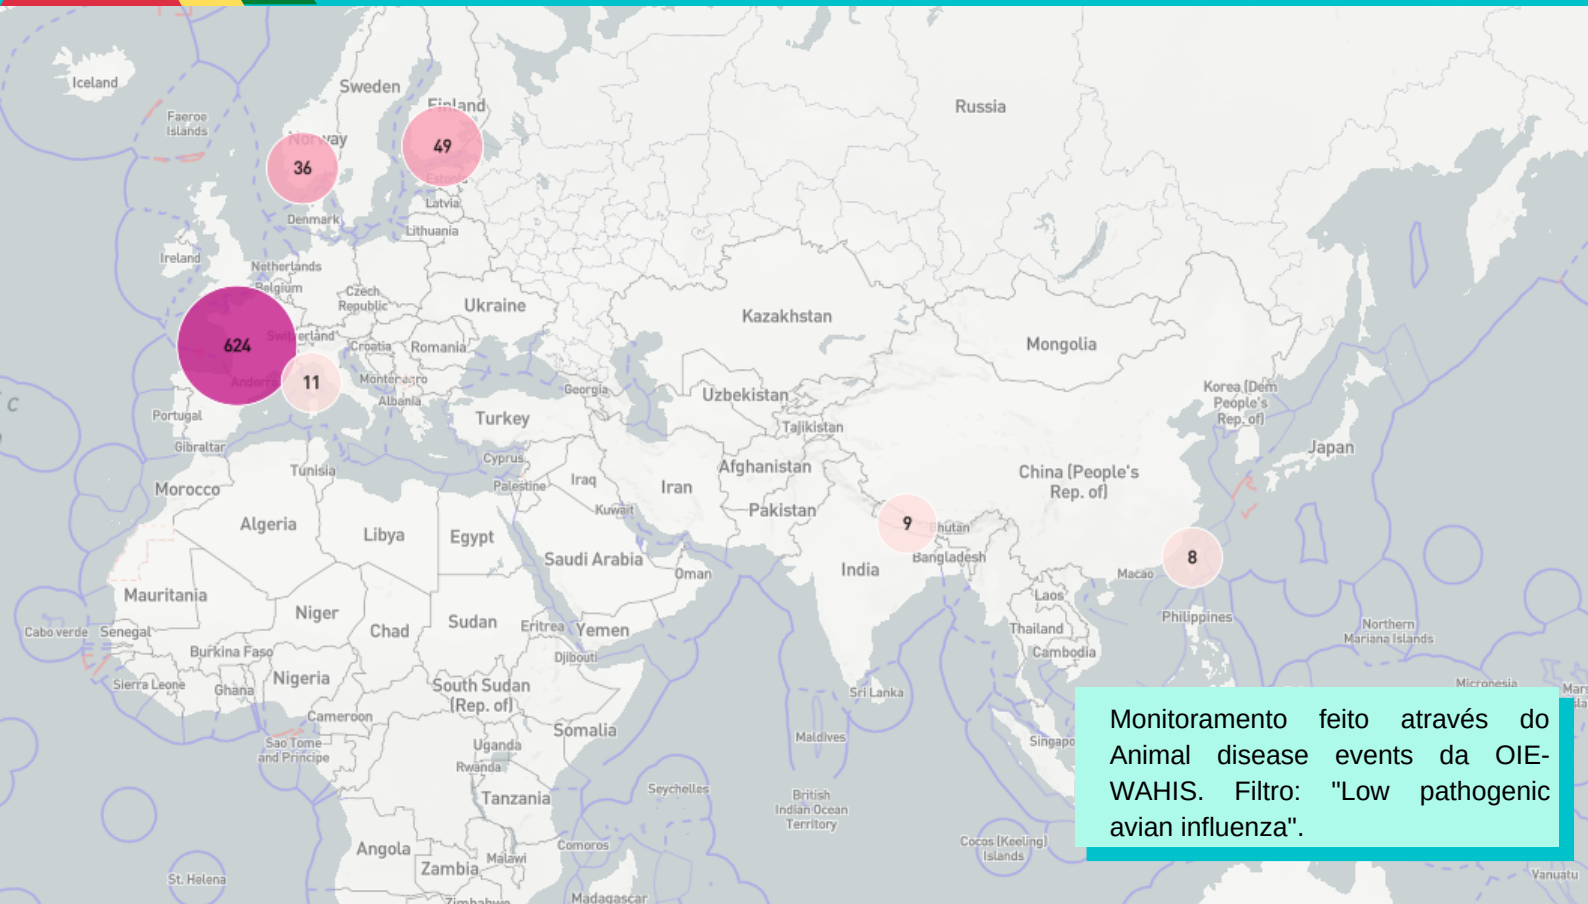 Iceland
Sweden
Finland
Russia
Faeroe
Islands
Norway
49
36
Estonia
Latvia
Denmark
Lithuania
Ireland
Netherlands
Belgium
Czech
Republic
Ukraine
Kazakhstan
624
Switzerland
Croatia
Romania
Mongolia
Andorra
11
Montenegro
Albania
Georgia
Uzbekistan
Korea (Dem
People's
Rep. of)
C
Portugal
Turkey
Tajikistan
Gibraltar
Japan
Cyprus
Afghanistan
China (People's
Rep. of)
Tunisia
Morocco
Palestine
Iraq
Iran
Kuwait
Pakistan
Algeria
Libya
Egypt
9
Bhutan
Saudi Arabia
Bangladesh
8
Oman
India
Macao
Mauritania
Laos
Niger
Philippines
Cabo verde
Senegal
Chad
Sudan
Eritrea
Yemen
Thailand
Northern
Mariana Islands
Burkina Faso
Djibouti
Cambodia
Sierra Leone
Ghana
Nigeria
South Sudan
(Rep. of)
Sri Lanka
Micronesia
Cameroon
Somalia
Sao Tome
and Principe
Uganda
Rwanda
Maldives
Tanzania
Seychelles
British
Indian Ocean
Territory
Angola
Zambia
Malawi
Comoros
Cocos (Keeling)
Islands
St. Helena
Madagascar
Vanuatu
Monitoramento feito através do
Animal disease events da OIE-
WAHIS. Filtro: "Low pathogenic
avian influenza".